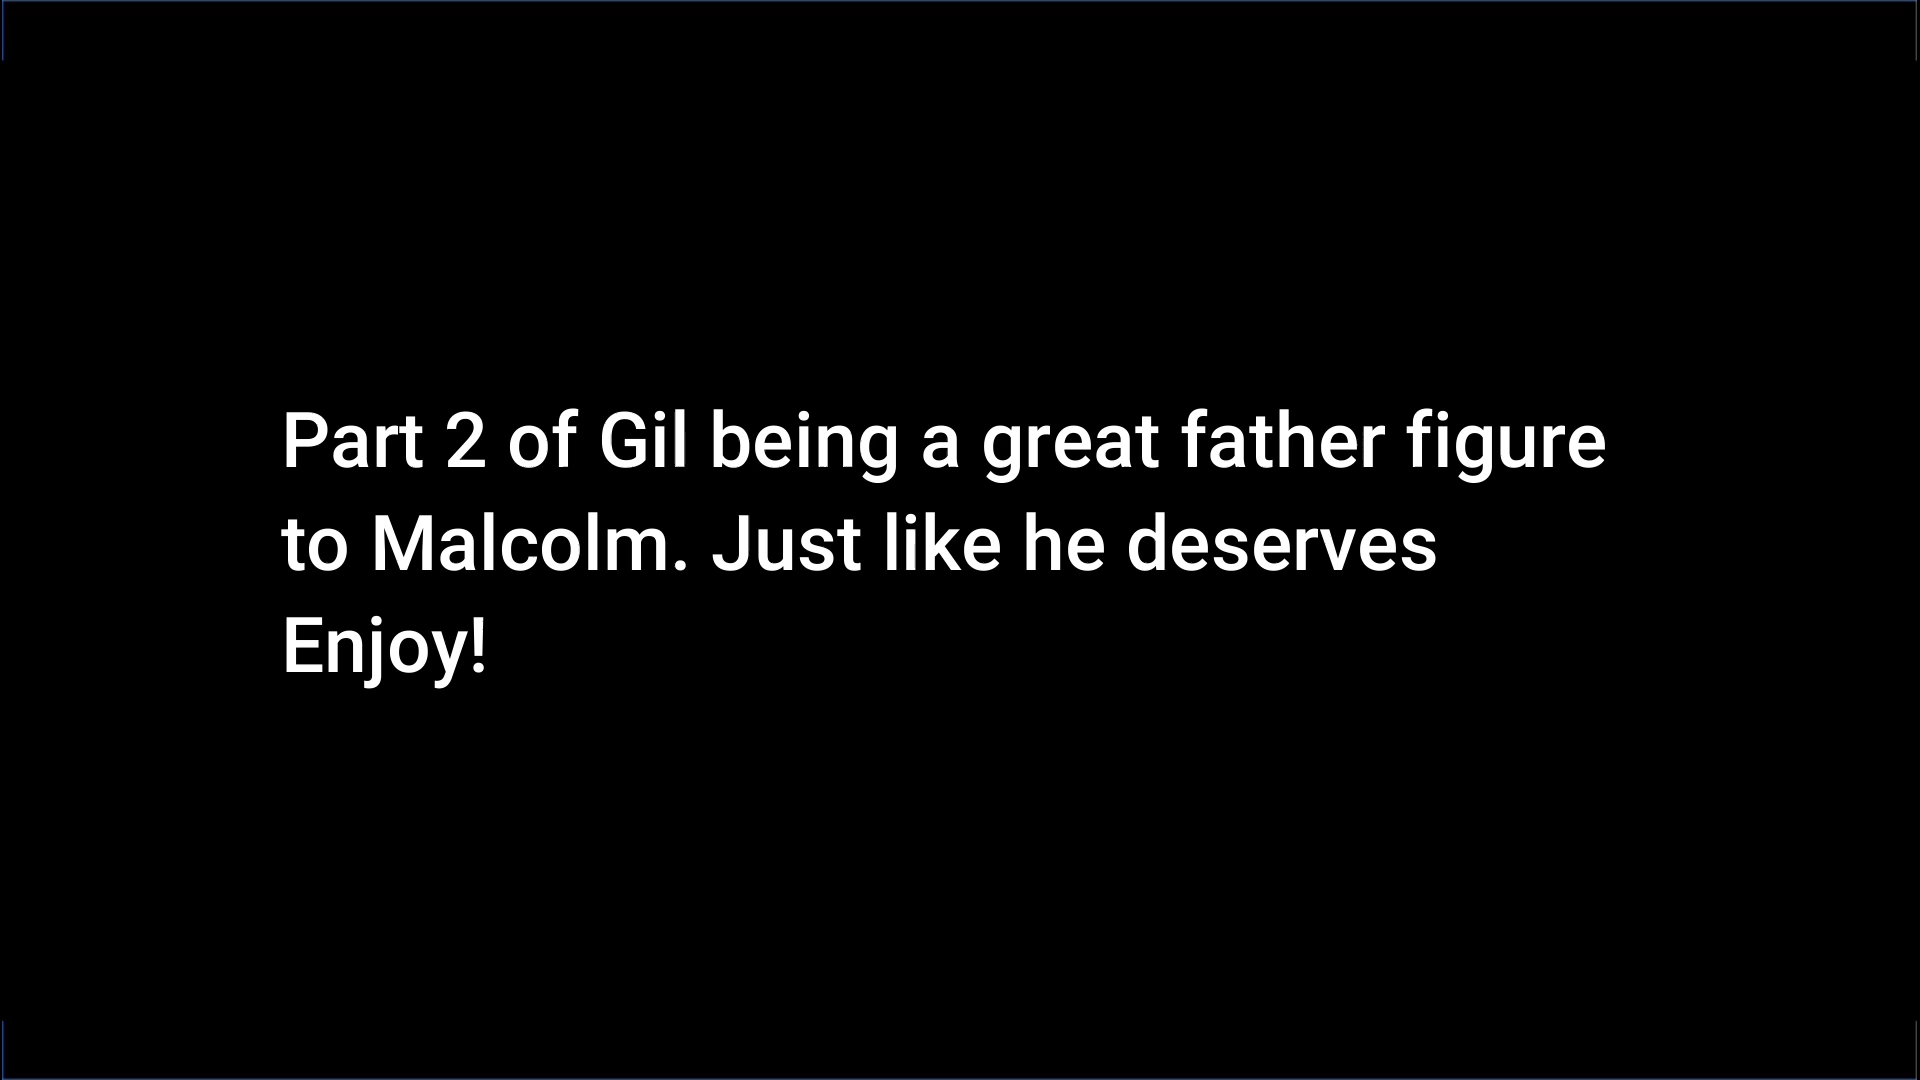 Part 2 of Gil being a great father figure
to Malcolm. Just like he deserves
Enjoy!